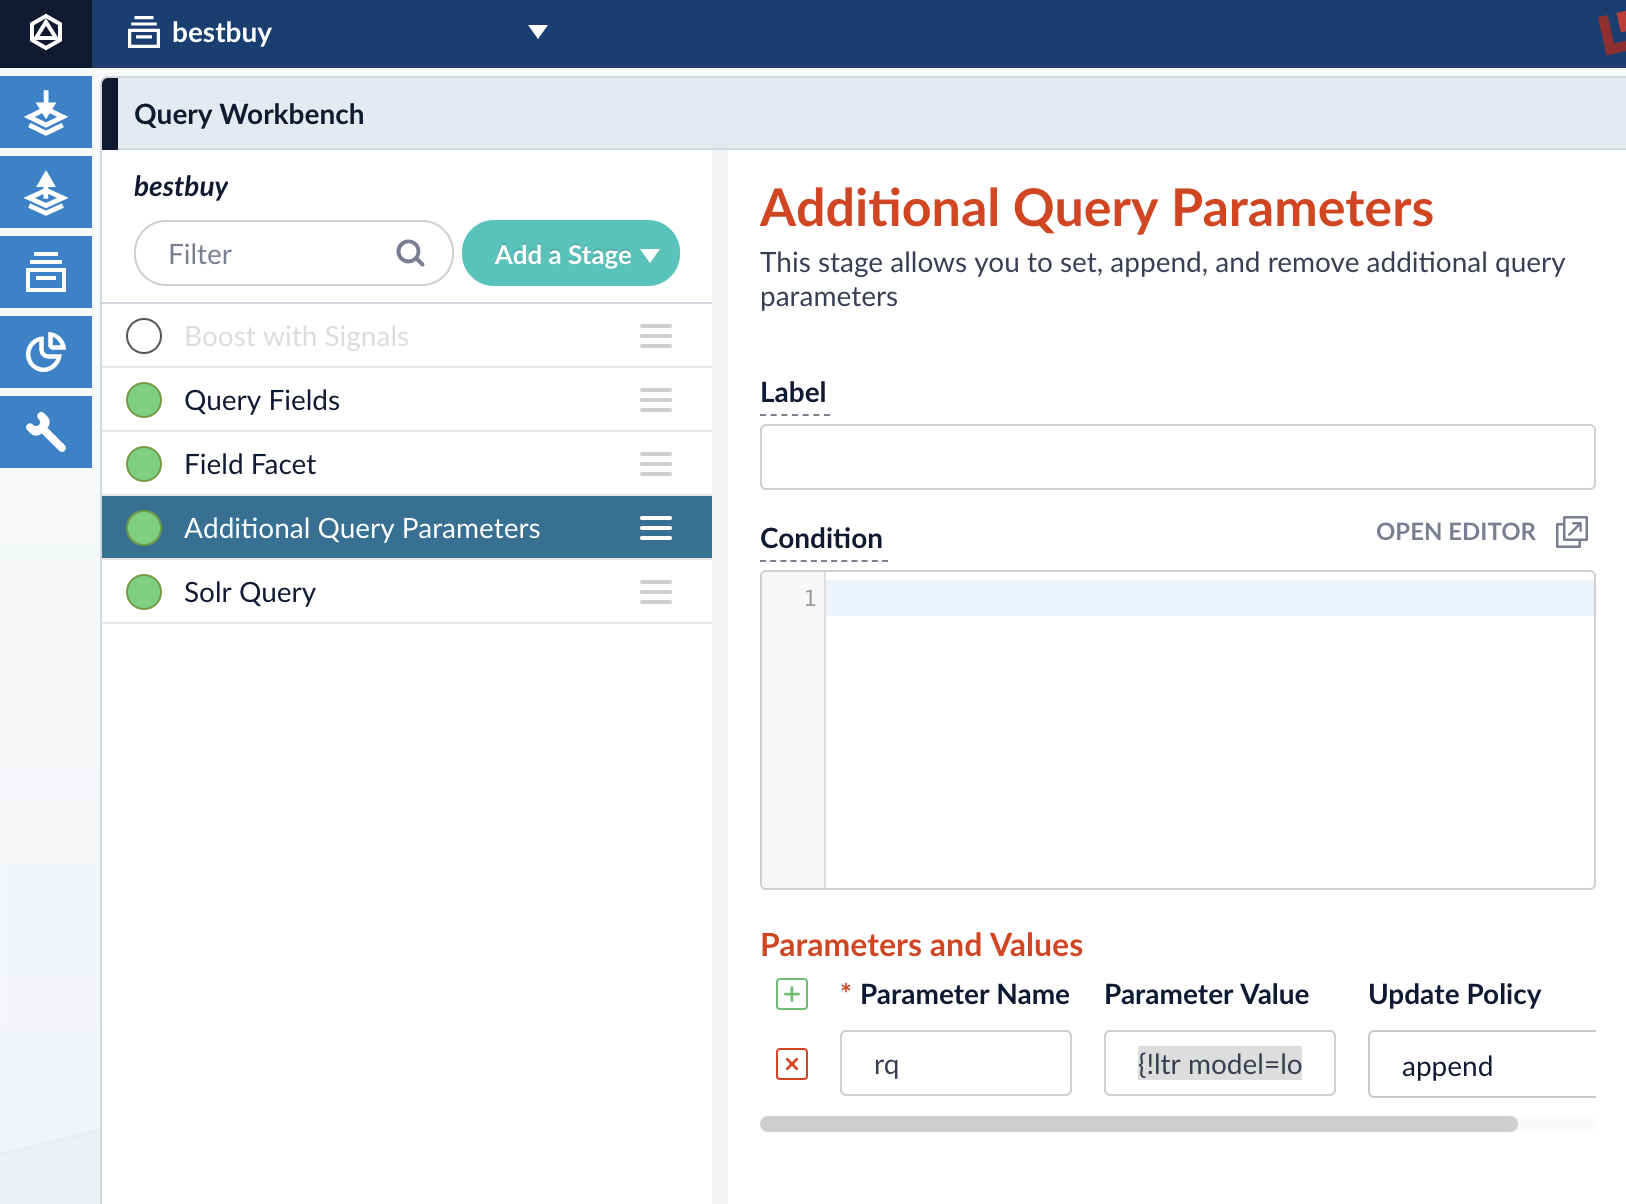 bestbuy
Query Workbench
bestbuy
Filter
Add a Stage
Boost with Signals
Query Fields
Field Facet
Additional Query Parameters
Solr Query
Additional Query Parameters
This stage allows you to set, append, and remove additional query
parameters
Label
Condition
OPEN EDITOR
1
Parameters and Values
* Parameter Name Parameter Value Update Policy
rq {!ltr model=lo append